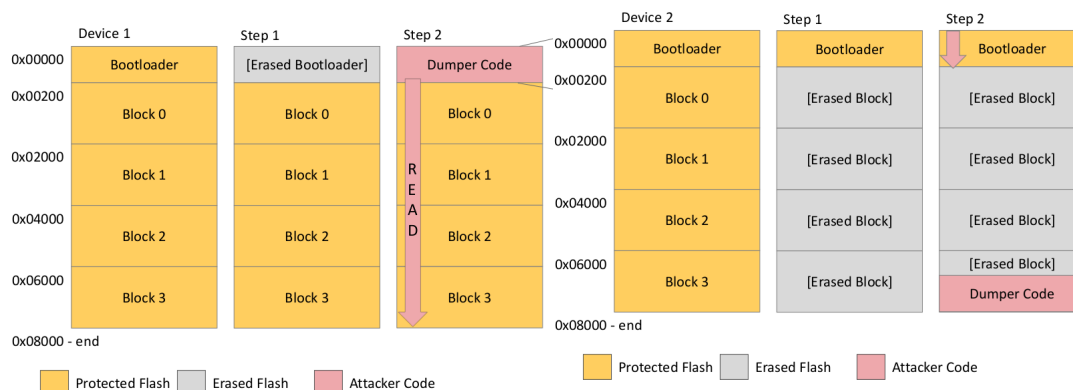 Device 1
Step 1
Step 2
0x00000
Bootloader
[Erased Bootloader]
Dumper Code
0x00200
Block 0
Block 0
Block 0
0x02000
Block 1
Block 1
Block 1
0x04000
Block 2
Block 2
Block 2
0x06000
Block 3
Block 3
Block 3
0x08000 - end
READ
Protected Flash
Erased Flash
Attacker Code
Device 2
Step 1
Step 2
0x00000
Bootloader
Bootloader
Bootloader
0x00200
Block 0
[Erased Block]
[Erased Block]
0x02000
Block 1
[Erased Block]
[Erased Block]
0x04000
Block 2
[Erased Block]
[Erased Block]
0x06000
Block 3
[Erased Block]
[Erased Block]
Dumper Code
0x08000 - end
Protected Flash
Erased Flash
Attacker Code